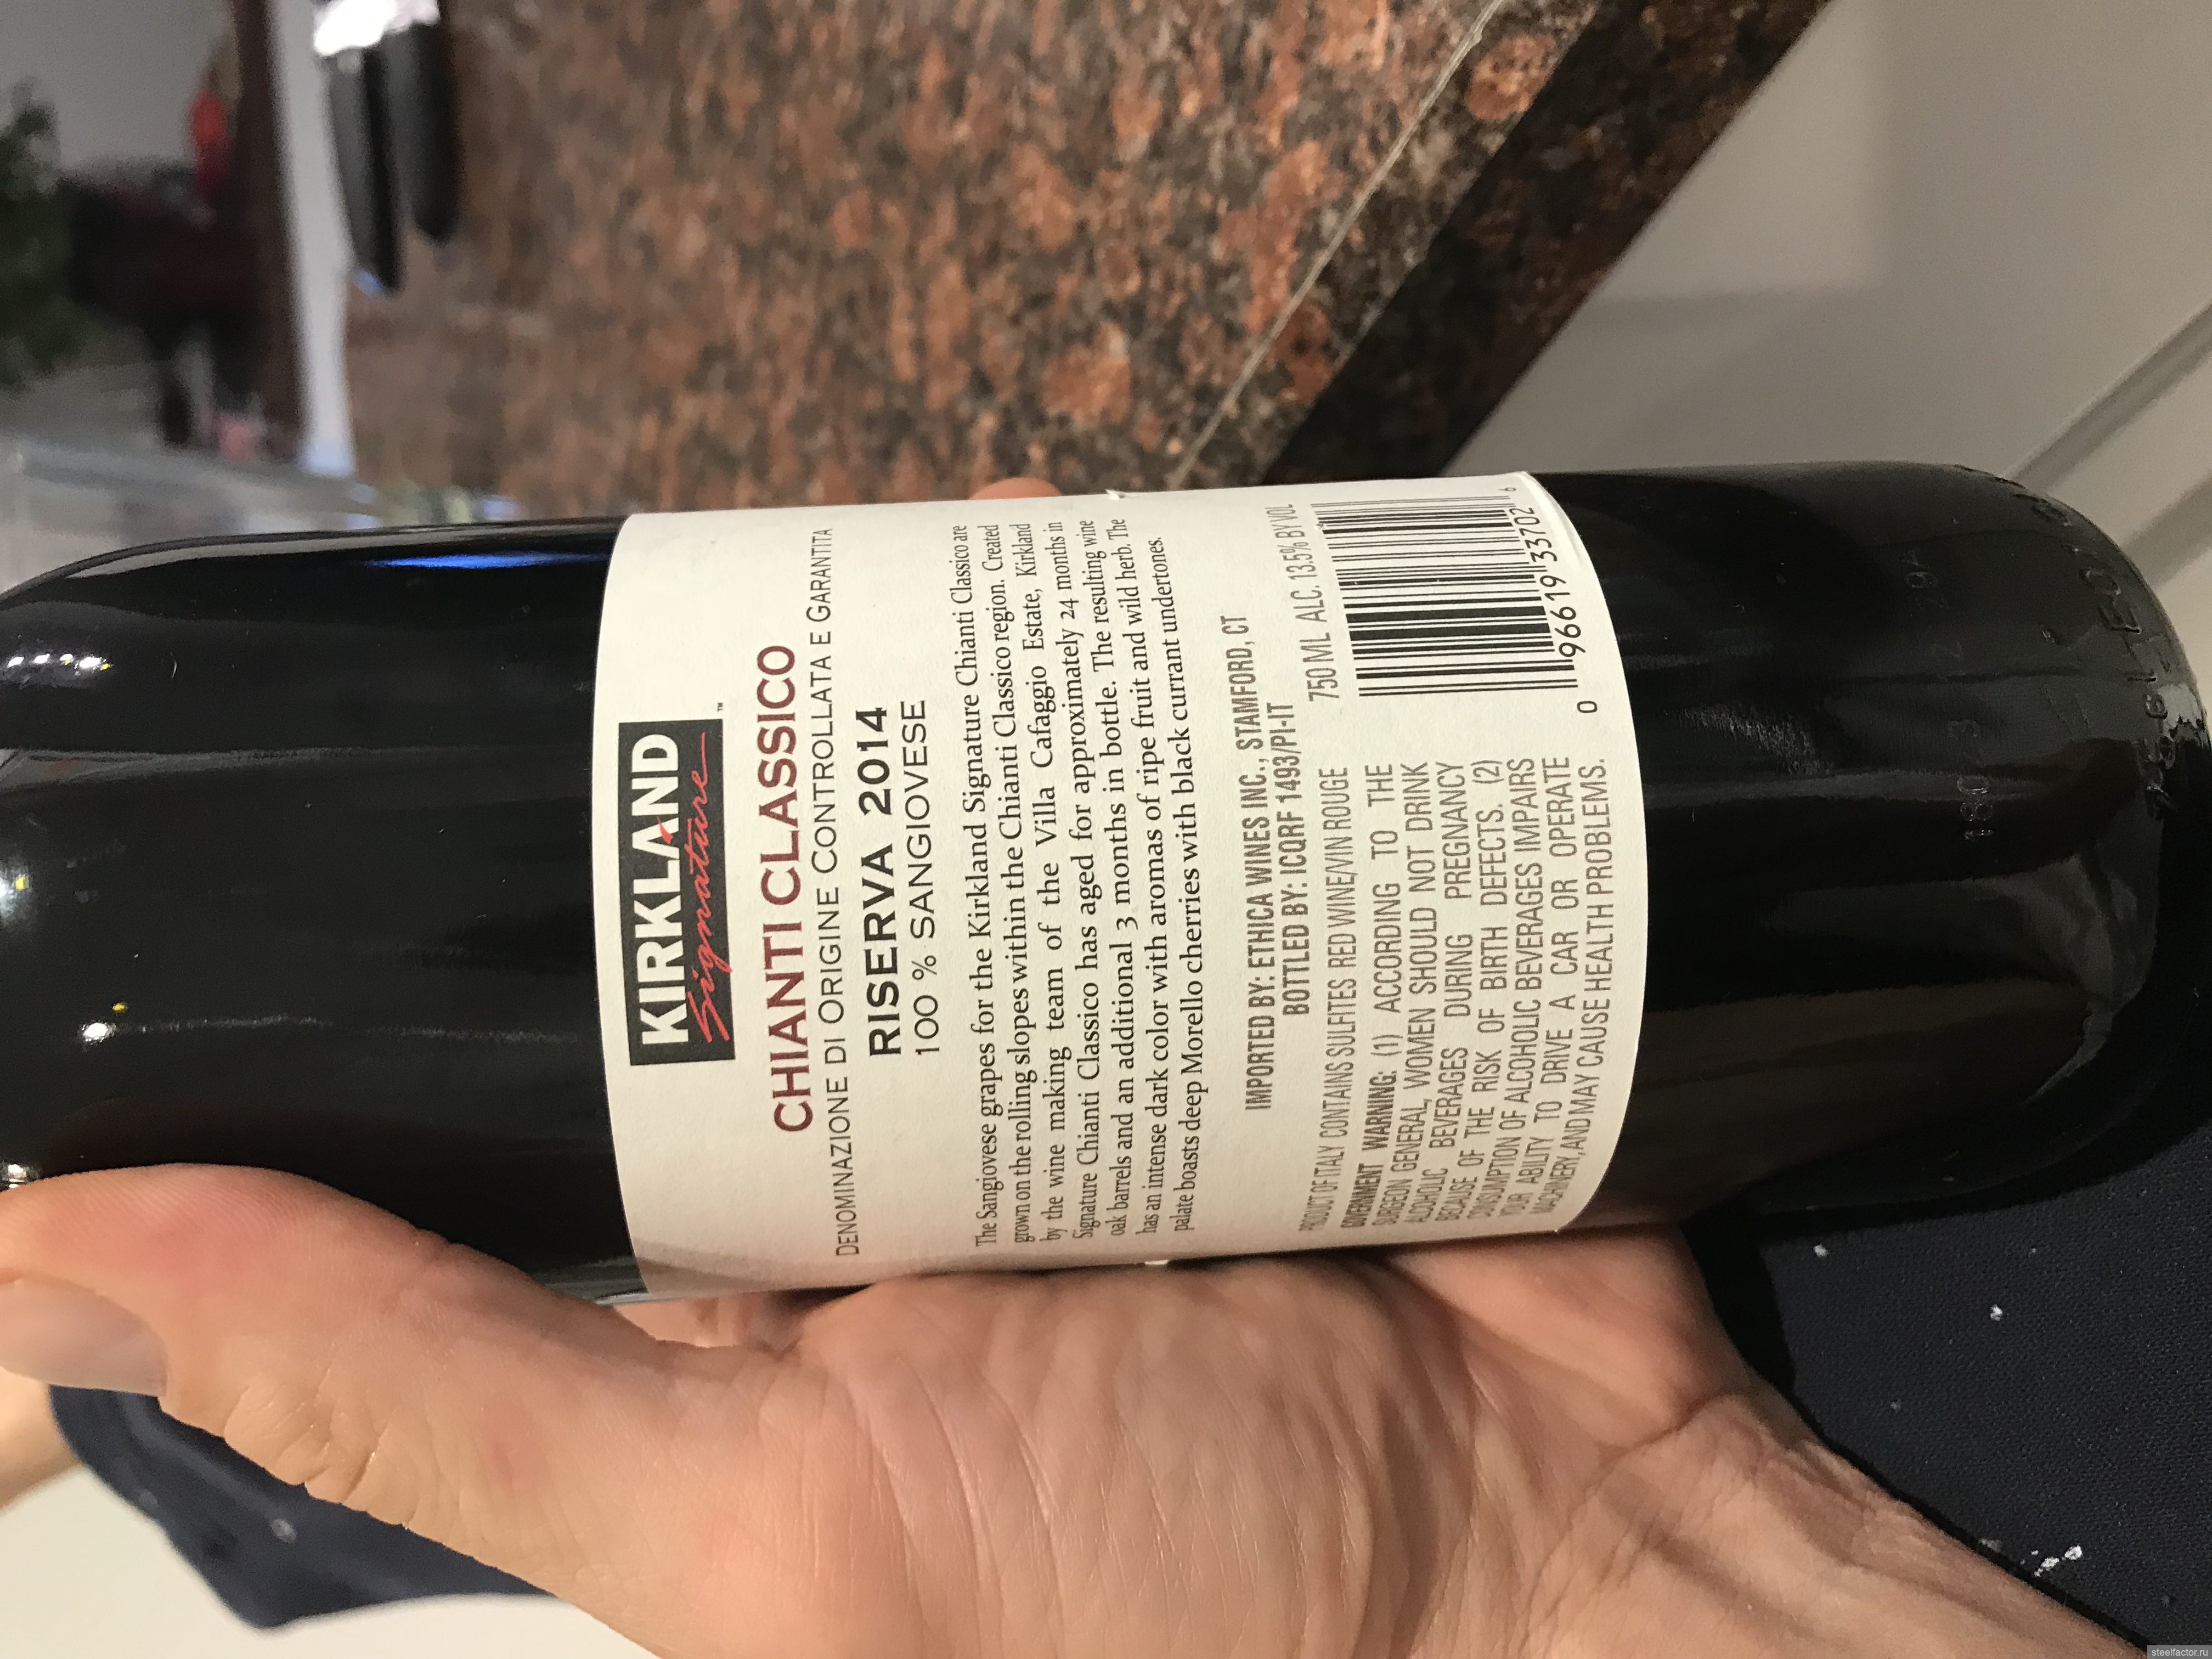 KIRKLAND
Signature™
CHIANTI CLASSICO
DENOMINAZIONE DI ORIGINE CONTROLLATA E GARANTITA
RISERVA 2014
100 % SANGIOVESE
The Sangiovese grapes for the Kirkland Signature Chianti Classico are
grown on the rolling slopes within the Chianti Classico region. Created
by the wine making team of the Villa Cafaggio Estate, Kirkland
Signature Chianti Classico has aged for approximately 24 months in
oak barrels and an additional 3 months in bottle. The resulting wine
has an intense dark color with aromas of ripe fruit and wild herb. The
palate boasts deep Morello cherries with black currant undertones.
IMPORTED BY: ETHICA WINES INC., STAMFORD, CT
BOTTLED BY: ICQRF 1493/PI-IT
PRODUCT OF ITALY CONTAINS SULFITES RED WINE/VIN ROUGE
750 ML ALC. 13.5% BY VOL
GOVERNMENT WARNING: (1) ACCORDING TO THE
SURGEON GENERAL, WOMEN SHOULD NOT DRINK
ALCOHOLIC BEVERAGES DURING PREGNANCY
BECAUSE OF THE RISK OF BIRTH DEFECTS. (2)
CONSUMPTION OF ALCOHOLIC BEVERAGES IMPAIRS
YOUR ABILITY TO DRIVE A CAR OR OPERATE
MACHINERY, AND MAY CAUSE HEALTH PROBLEMS.
0 96619 33702 6
steelfactor.ru